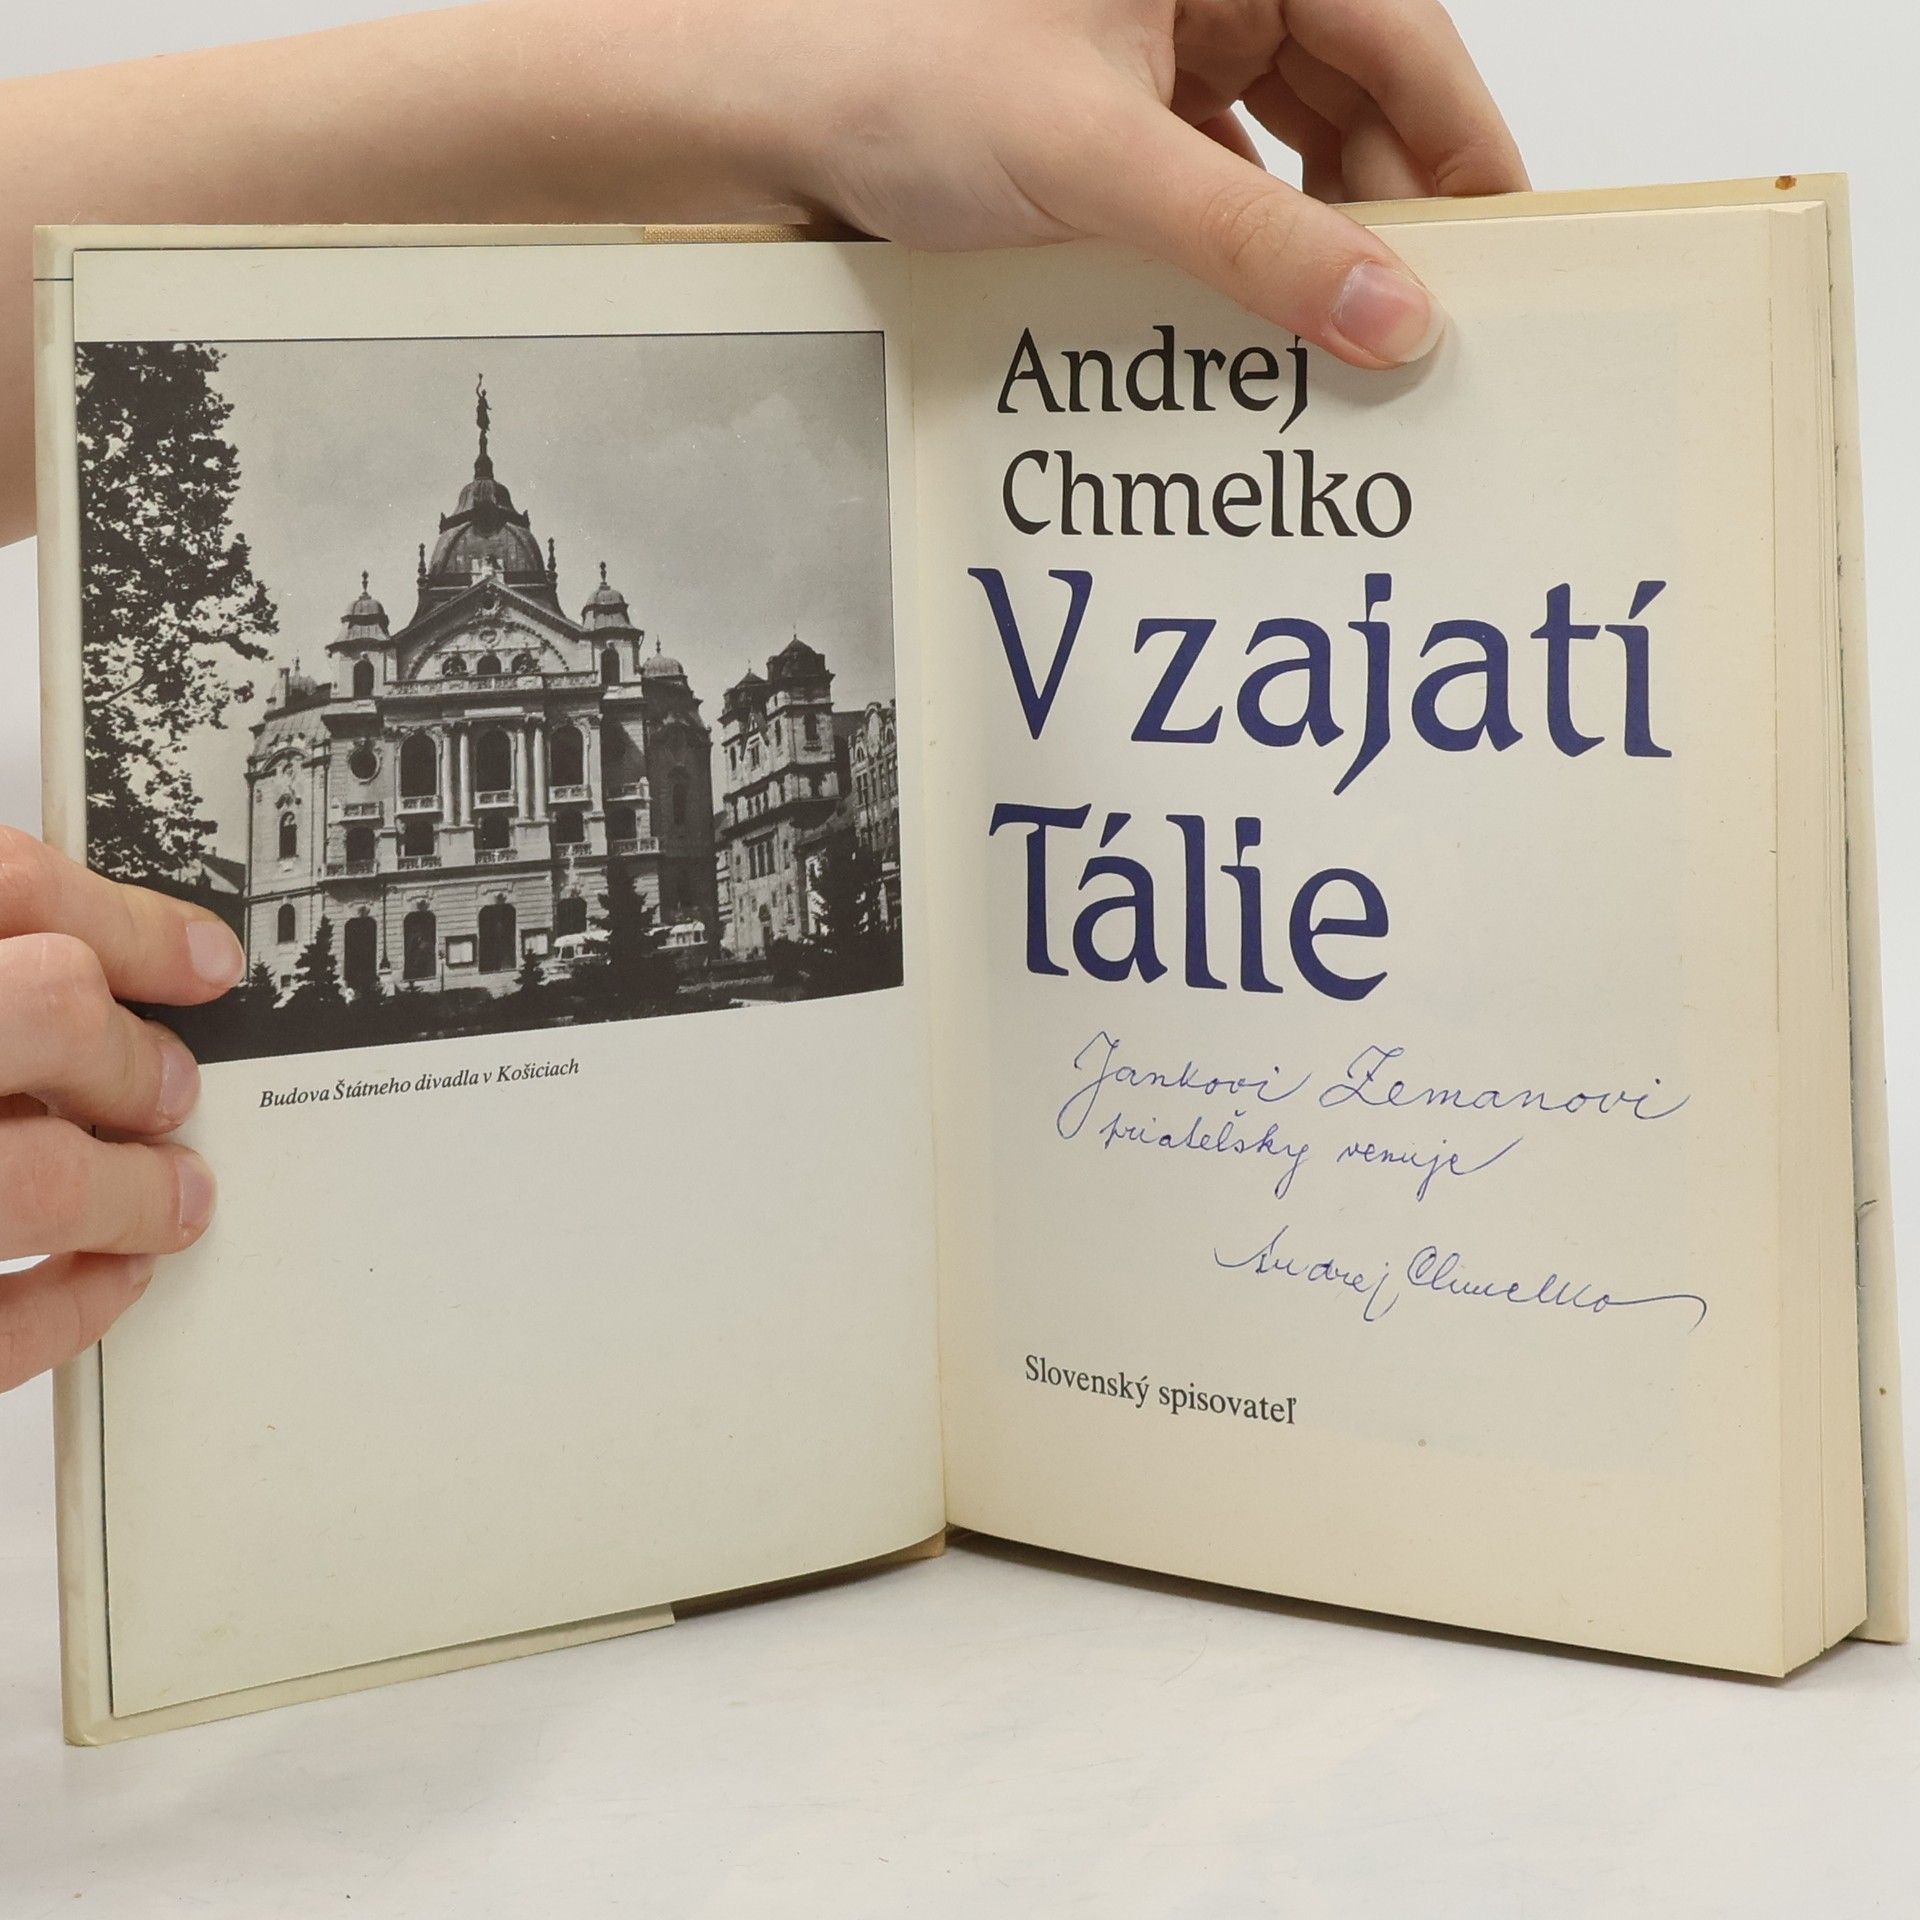 Budova Štátneho divadla v Košiciach
Andrej
Chmelko
V zajatí
Tálie
Jankovi Zemanovi
priateľsky venuje
Andrej Chmelko
Slovenský spisovateľ